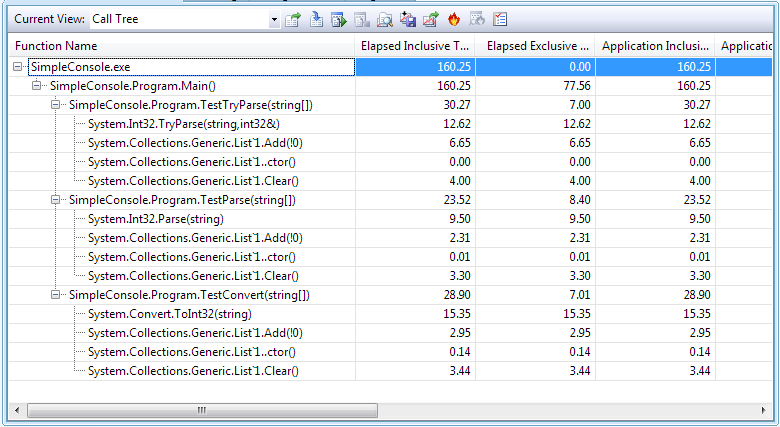 Current View: Call Tree
Function Name Elapsed Inclusive T... Elapsed Exclusive ... Application Inclusi... Applicatic
SimpleConsole.exe 160.25 0.00 160.25
SimpleConsole.Program.Main() 160.25 77.56 160.25
SimpleConsole.Program.TestTryParse(string[]) 30.27 7.00 30.27
System.Int32.TryParse(string,int32&) 12.62 12.62 12.62
System.Collections.Generic.List`1.Add(!0) 6.65 6.65 6.65
System.Collections.Generic.List`1..ctor() 0.00 0.00 0.00
System.Collections.Generic.List`1.Clear() 4.00 4.00 4.00
SimpleConsole.Program.TestParse(string[]) 23.52 8.40 23.52
System.Int32.Parse(string) 9.50 9.50 9.50
System.Collections.Generic.List`1.Add(!0) 2.31 2.31 2.31
System.Collections.Generic.List`1..ctor() 0.01 0.01 0.01
System.Collections.Generic.List`1.Clear() 3.30 3.30 3.30
SimpleConsole.Program.TestConvert(string[]) 28.90 7.01 28.90
System.Convert.ToInt32(string) 15.35 15.35 15.35
System.Collections.Generic.List`1.Add(!0) 2.95 2.95 2.95
System.Collections.Generic.List`1..ctor() 0.14 0.14 0.14
System.Collections.Generic.List`1.Clear() 3.44 3.44 3.44